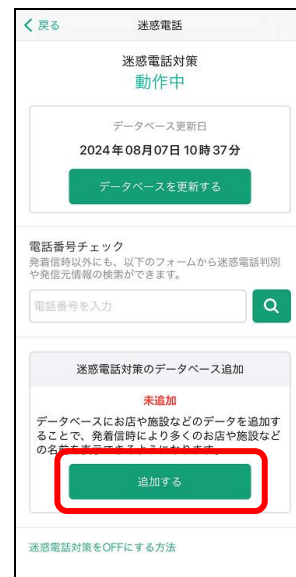 戻る 迷惑電話
迷惑電話対策
動作中
データベース更新日
2024年08月07日 10時37分
データベースを更新する
電話番号チェック
発着信時以外にも、以下のフォームから迷惑電話判別
や発信元情報の検索ができます。
電話番号を入力
迷惑電話対策のデータベース追加
未追加
データベースにお店や施設などのデータを追加す
ることで、発着信時により多くのお店や施設など
の名前を表示できるようになります。
追加する
迷惑電話対策をOFFにする方法